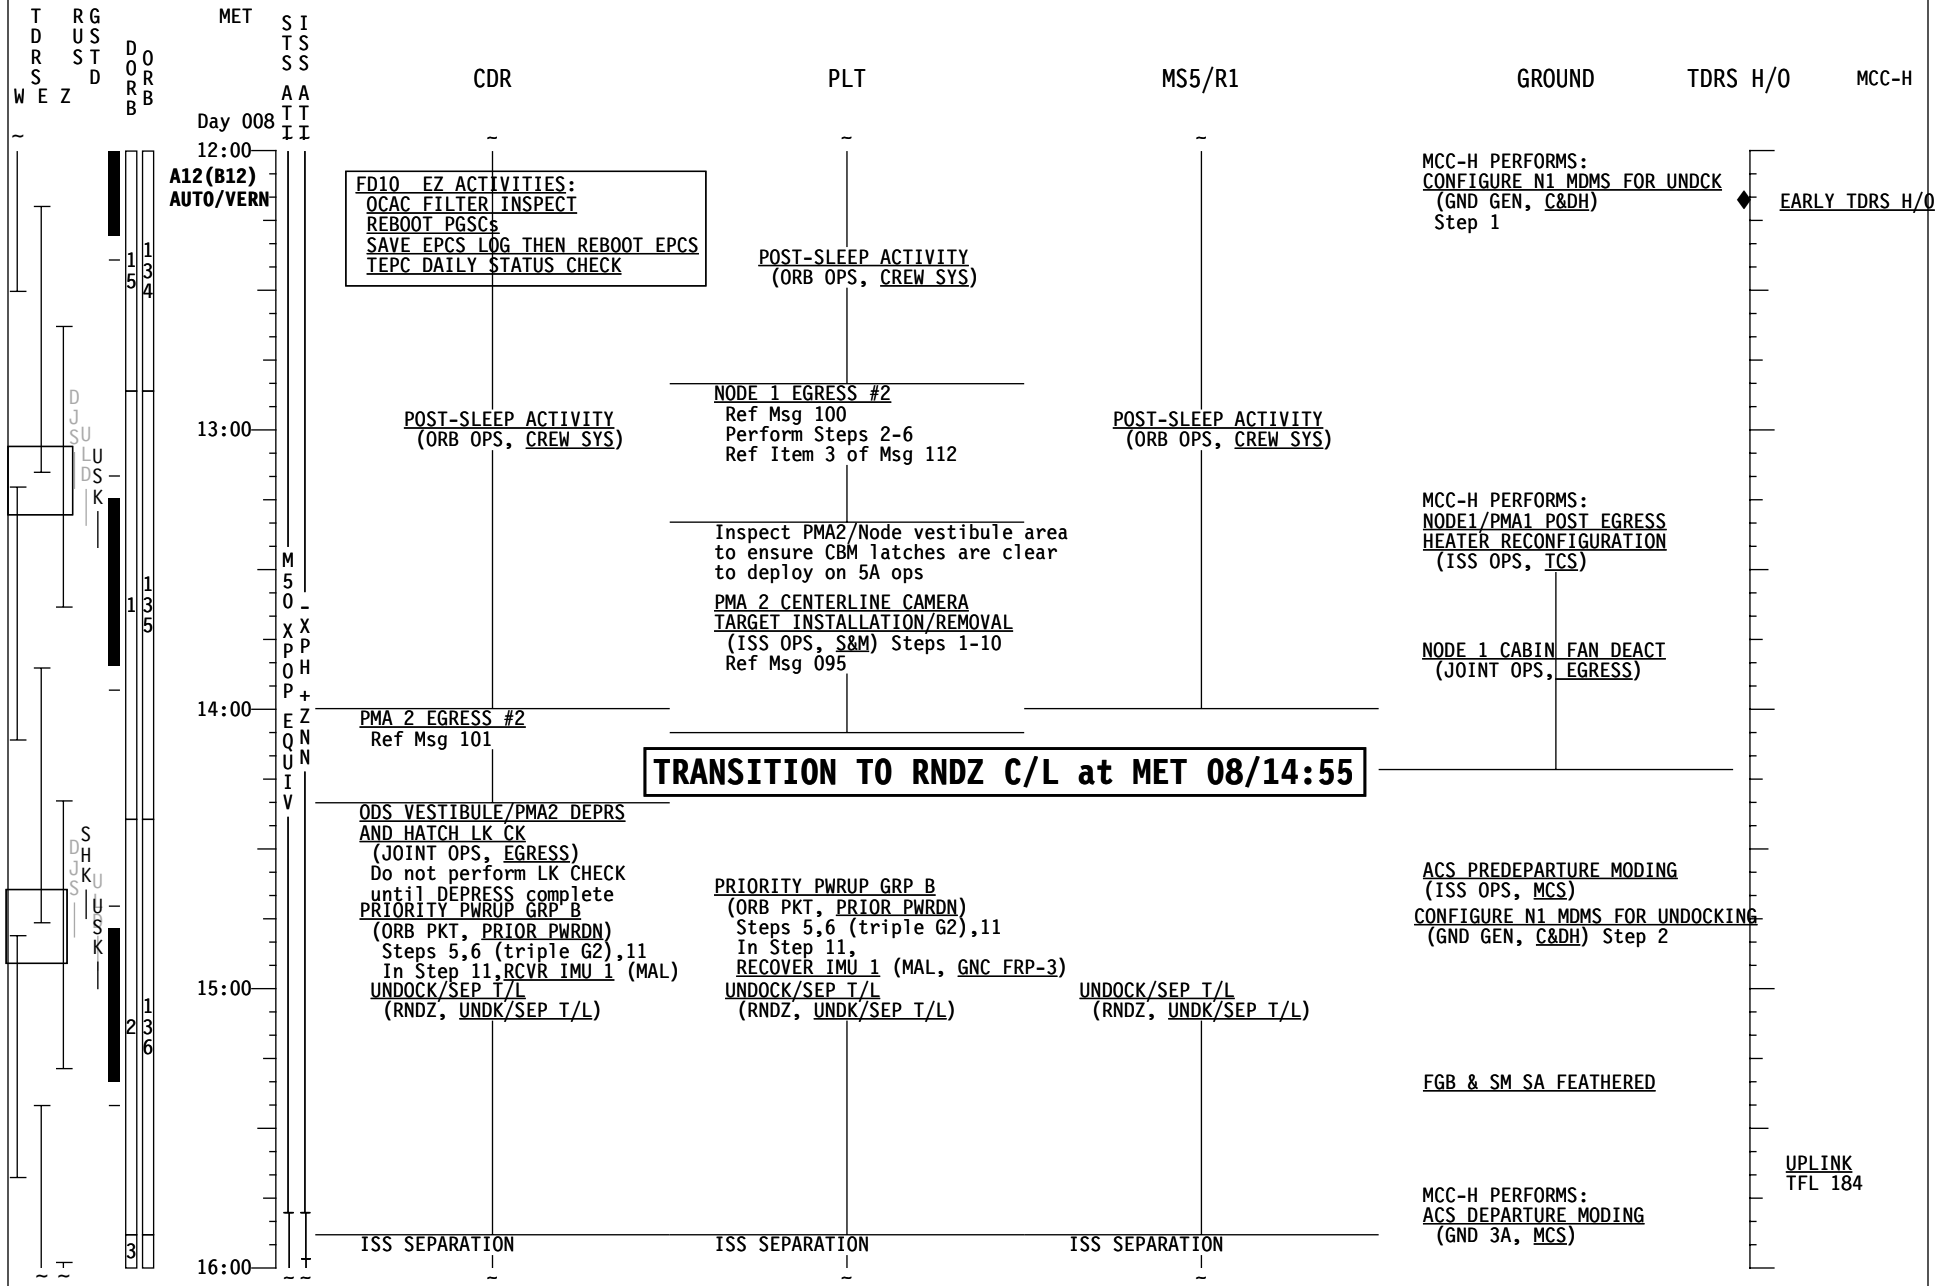 TDRS
W E Z
RUS GSTD
DORB
ORB
MET
STS ATT
ISS ATT
CDR
PLT
MS5/R1
GROUND
TDRS H/O
MCC-H
Day 008
12:00
A12(B12)
AUTO/VERN
FD10 EZ ACTIVITIES:
OCAC FILTER INSPECT
REBOOT PGSCs
SAVE EPCS LOG THEN REBOOT EPCS
TEPC DAILY STATUS CHECK
POST-SLEEP ACTIVITY
(ORB OPS, CREW SYS)
MCC-H PERFORMS:
CONFIGURE N1 MDMS FOR UNDCK
(GND GEN, C&DH)
Step 1
EARLY TDRS H/O
15
134
DJS
ULD
USK
13:00
POST-SLEEP ACTIVITY
(ORB OPS, CREW SYS)
NODE 1 EGRESS #2
Ref Msg 100
Perform Steps 2-6
Ref Item 3 of Msg 112
POST-SLEEP ACTIVITY
(ORB OPS, CREW SYS)
Inspect PMA2/Node vestibule area
to ensure CBM latches are clear
to deploy on 5A ops
PMA 2 CENTERLINE CAMERA
TARGET INSTALLATION/REMOVAL
(ISS OPS, S&M) Steps 1-10
Ref Msg 095
MCC-H PERFORMS:
NODE1/PMA1 POST EGRESS
HEATER RECONFIGURATION
(ISS OPS, TCS)
NODE 1 CABIN FAN DEACT
(JOINT OPS, EGRESS)
1
135
M50 XPOP EQUIV
-XPH +ZNN
14:00
PMA 2 EGRESS #2
Ref Msg 101
TRANSITION TO RNDZ C/L at MET 08/14:55
ODS VESTIBULE/PMA2 DEPRS
AND HATCH LK CK
(JOINT OPS, EGRESS)
Do not perform LK CHECK
until DEPRESS complete
PRIORITY PWRUP GRP B
(ORB PKT, PRIOR PWRDN)
Steps 5,6 (triple G2),11
In Step 11,RCVR IMU 1 (MAL)
UNDOCK/SEP T/L
(RNDZ, UNDK/SEP T/L)
PRIORITY PWRUP GRP B
(ORB PKT, PRIOR PWRDN)
Steps 5,6 (triple G2),11
In Step 11,
RECOVER IMU 1 (MAL, GNC FRP-3)
UNDOCK/SEP T/L
(RNDZ, UNDK/SEP T/L)
UNDOCK/SEP T/L
(RNDZ, UNDK/SEP T/L)
ACS PREDEPARTURE MODING
(ISS OPS, MCS)
CONFIGURE N1 MDMS FOR UNDOCKING
(GND GEN, C&DH) Step 2
DJS
SHK
USK
15:00
2
136
FGB & SM SA FEATHERED
UPLINK
TFL 184
MCC-H PERFORMS:
ACS DEPARTURE MODING
(GND 3A, MCS)
3
ISS SEPARATION
ISS SEPARATION
ISS SEPARATION
16:00